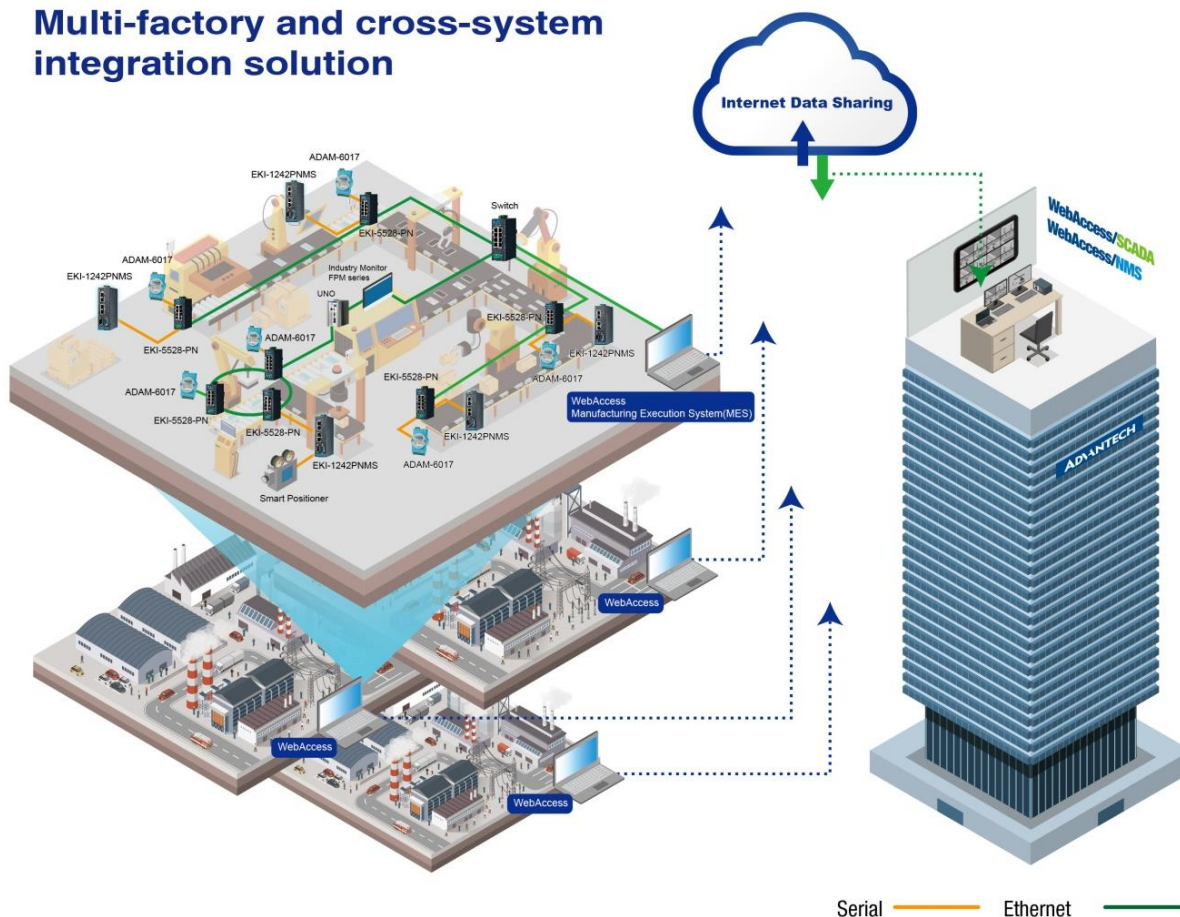 Multi-factory and cross-system
integration solution
Internet Data Sharing
ADAM-6017
EKI-1242PNMS
Switch
EKI-5528-PN
WebAccess/SCADA
WebAccess/NMS
ADAM-6017
EKI-1242PNMS
Industry Monitor
FPM series
UNO
EKI-5528-PN
EKI-5528-PN
ADAM-6017
EKI-1242PNMS
ADAM-6017
EKI-5528-PN
ADAM-6017
EKI-5528-PN
EKI-5528-PN
EKI-1242PNMS
ADAM-6017
EKI-1242PNMS
Smart Positioner
WebAccess
Manufacturing Execution System(MES)
ADVANTECH
WebAccess
WebAccess
WebAccess
Serial
Ethernet